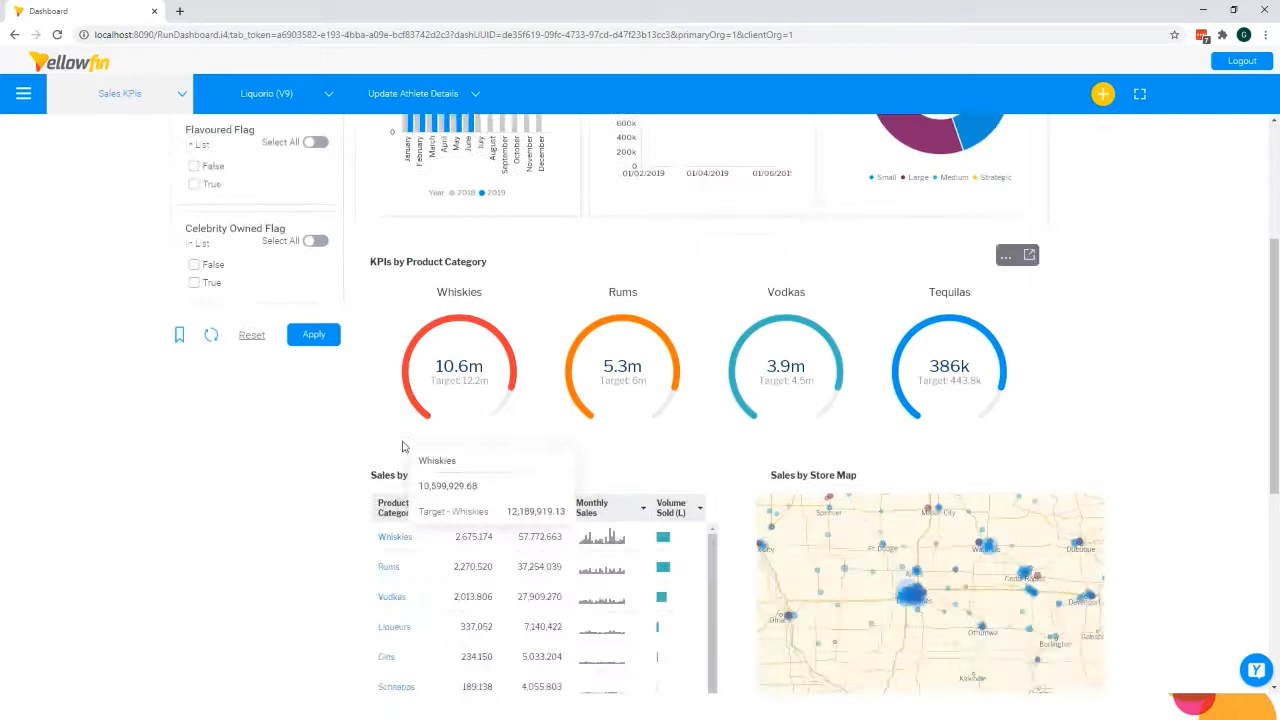 Dashboard
localhost:8090/RunDashboard.i4;tab_token=a6903582-e193-4bba-a09e-bcf83742d2c3?dashUUID=de35f619-09fc-4733-97cd-d47f23b13cc3&primaryOrg=1&clientOrg=1
7
G
Yellowfin
Logout
Sales KPIs
Liquorio (V9)
Update Athlete Details
Flavoured Flag
In List
Select All
False
True
Celebrity Owned Flag
In List
Select All
False
True
Reset
Apply
0
January February March April May June July August September October November December
Year 2018 2019
600k
400k
200k
0
01/02/2019 01/04/2019 01/06/201
Small Large Medium Strategic
KPIs by Product Category
...
Whiskies Rums Vodkas Tequilas
10.6m 5.3m 3.9m 386k
Target: 12.2m Target: 6m Target: 4.5m Target: 443.8k
Whiskies
10,599,929.68
Target - Whiskies 12,189,919.13
Sales by
Product Category
Monthly Sales
Volume Sold (L)
Whiskies 2,675,174
Rums 2,270,520 37,254,039
Vodkas 2,013,806 27,909,270
Liqueurs 337,052 7,140,422
Gins 234,150 5,033,204
Schnapps 189,138 4,055,803
Sales by Store Map
Spencer
Ft. Dodge
Dubuque
Cedar
Ottumwa
Burlington
Y